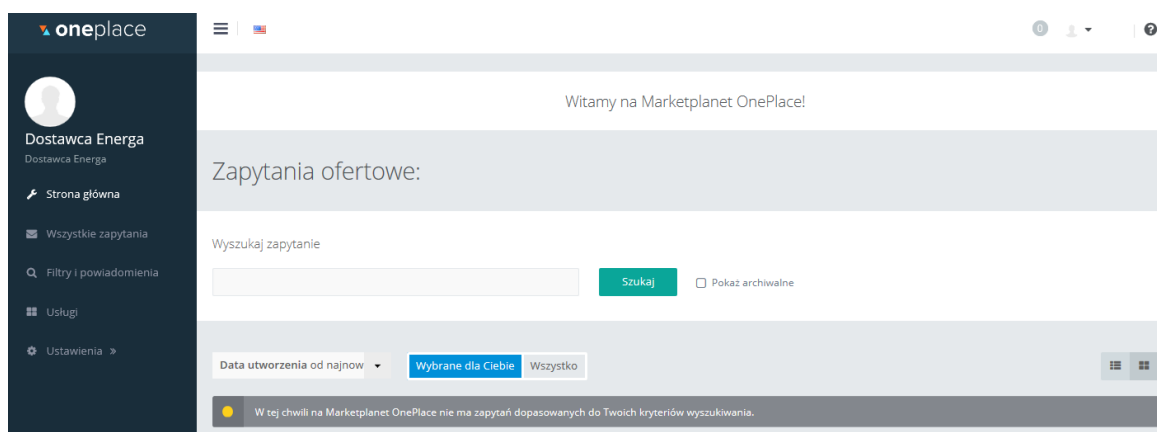 oneplace
0
Witamy na Marketplanet OnePlace!
Dostawca Energa
Dostawca Energa
Strona główna
Wszystkie zapytania
Filtry i powiadomienia
Usługi
Ustawienia »
Zapytania ofertowe:
Wyszukaj zapytanie
Szukaj
Pokaż archiwalne
Data utworzenia od najnow
Wybrane dla Ciebie
Wszystko
W tej chwili na Marketplanet OnePlace nie ma zapytań dopasowanych do Twoich kryteriów wyszukiwania.